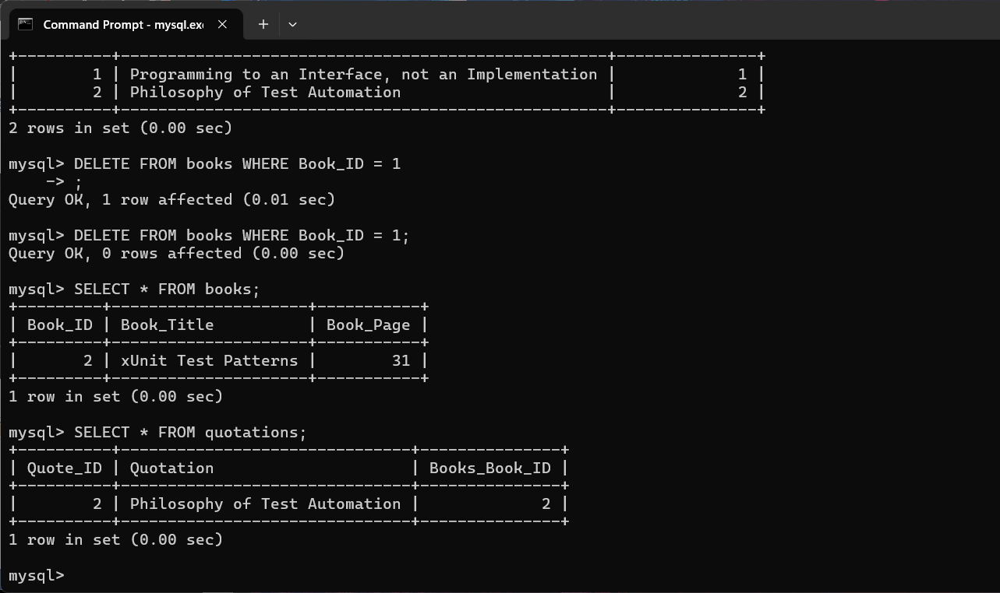 Command Prompt - mysql.exe
+----------+----------------------------------------------------+---------------+
|        1 | Programming to an Interface, not an Implementation |             1 |
|        2 | Philosophy of Test Automation                      |             2 |
+----------+----------------------------------------------------+---------------+
2 rows in set (0.00 sec)
mysql> DELETE FROM books WHERE Book_ID = 1
    -> ;
Query OK, 1 row affected (0.01 sec)
mysql> DELETE FROM books WHERE Book_ID = 1;
Query OK, 0 rows affected (0.00 sec)
mysql> SELECT * FROM books;
+---------+---------------------+-----------+
| Book_ID | Book_Title          | Book_Page |
+---------+---------------------+-----------+
|       2 | xUnit Test Patterns |        31 |
+---------+---------------------+-----------+
1 row in set (0.00 sec)
mysql> SELECT * FROM quotations;
+----------+-------------------------------+---------------+
| Quote_ID | Quotation                     | Books_Book_ID |
+----------+-------------------------------+---------------+
|        2 | Philosophy of Test Automation |             2 |
+----------+-------------------------------+---------------+
1 row in set (0.00 sec)
mysql>